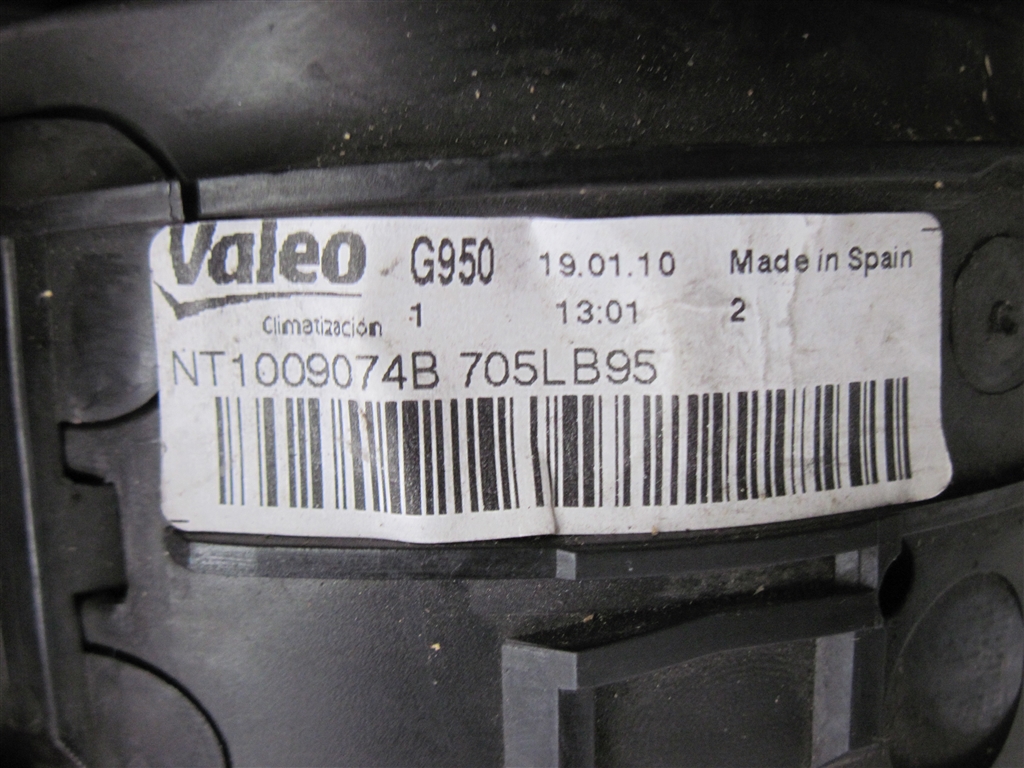 Valeo G950 19.01.10 Made in Spain
Climatización 1 13:01 2
NT1009074B 705LB95